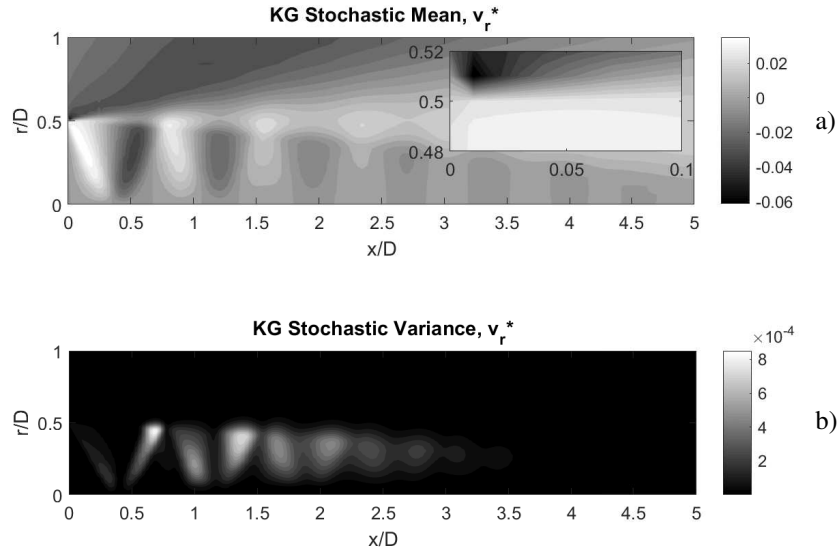 KG Stochastic Mean, v_r*
1
0.5
0
r/D
0.52
0.5
0.48
0 0.05 0.1
0 0.5 1 1.5 2 2.5 3 3.5 4 4.5 5
x/D
0.02
0
-0.02
-0.04
-0.06
a)
KG Stochastic Variance, v_r*
1
0.5
0
r/D
0 0.5 1 1.5 2 2.5 3 3.5 4 4.5 5
x/D
×10^-4
8
6
4
2
b)